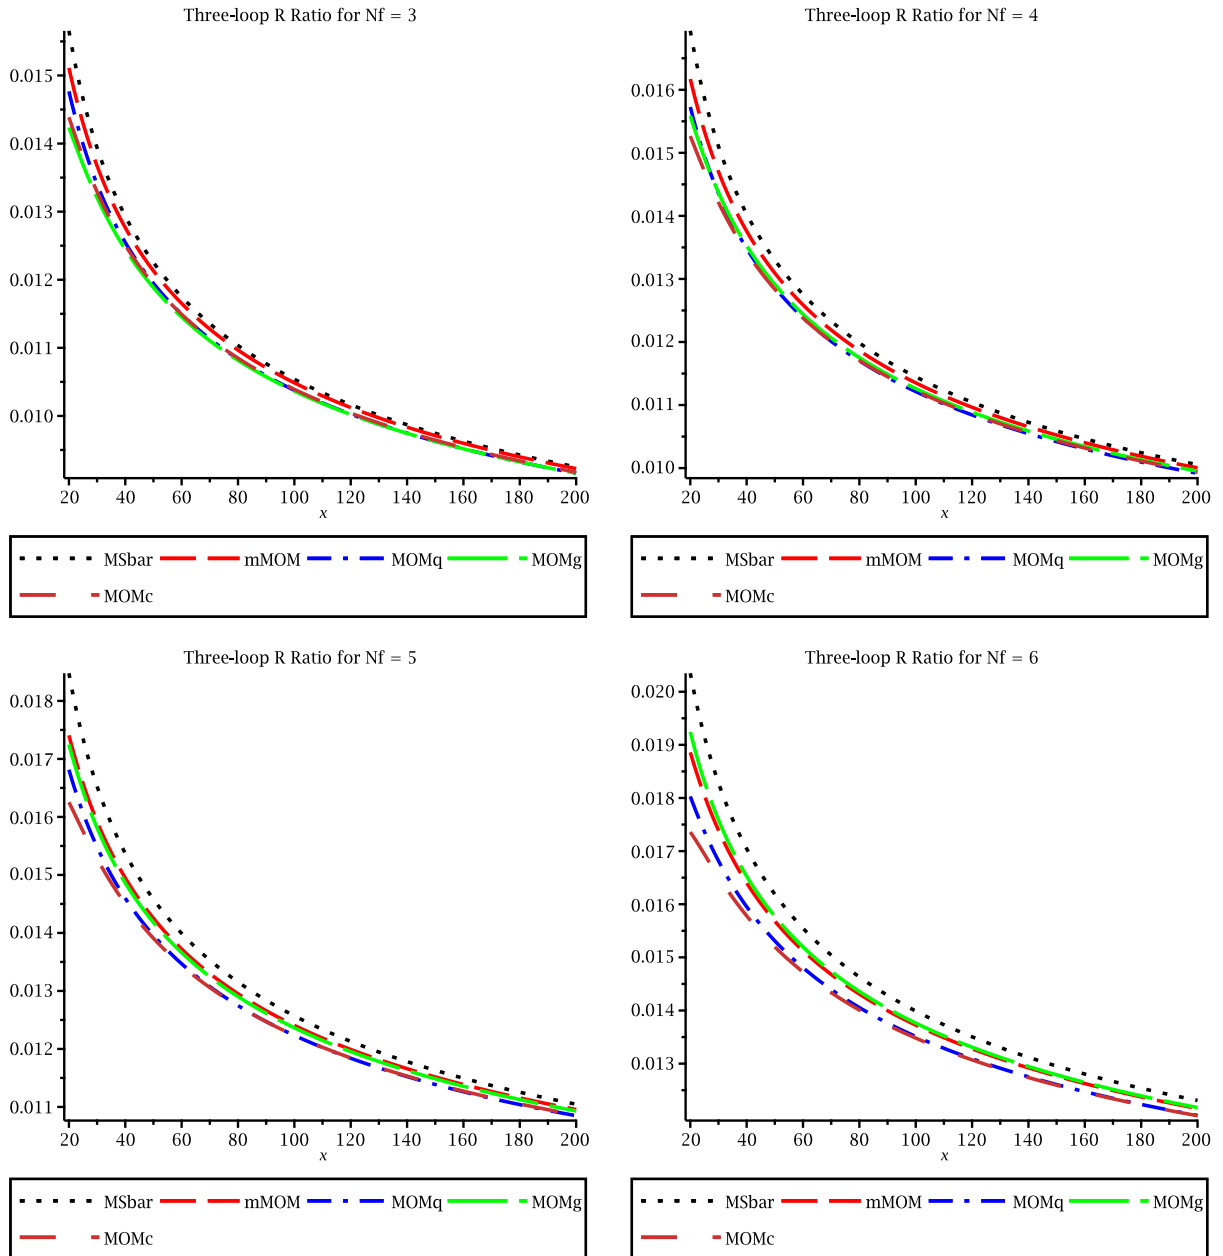 Three-loop R Ratio for Nf = 3
0.015
0.014
0.013
0.012
0.011
0.010
20 40 60 80 100 120 140 160 180 200
x
MSbar mMOM MOMq MOMg
MOMc
Three-loop R Ratio for Nf = 4
0.016
0.015
0.014
0.013
0.012
0.011
0.010
20 40 60 80 100 120 140 160 180 200
x
MSbar mMOM MOMq MOMg
MOMc
Three-loop R Ratio for Nf = 5
0.018
0.017
0.016
0.015
0.014
0.013
0.012
0.011
20 40 60 80 100 120 140 160 180 200
x
MSbar mMOM MOMq MOMg
MOMc
Three-loop R Ratio for Nf = 6
0.020
0.019
0.018
0.017
0.016
0.015
0.014
0.013
20 40 60 80 100 120 140 160 180 200
x
MSbar mMOM MOMq MOMg
MOMc